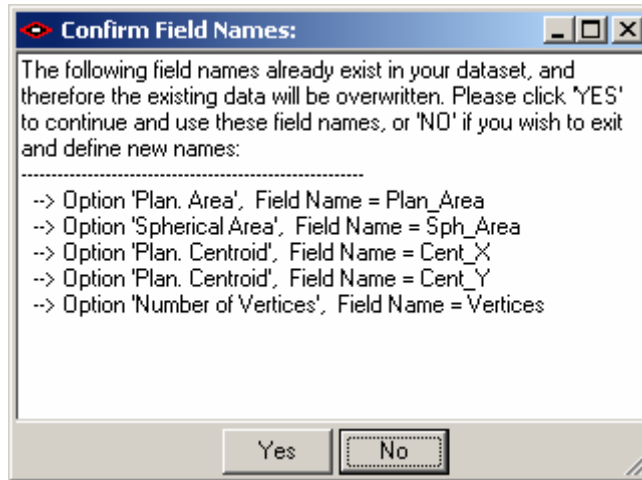 Confirm Field Names:
The following field names already exist in your dataset, and
therefore the existing data will be overwritten. Please click 'YES'
to continue and use these field names, or 'NO' if you wish to exit
and define new names:
-----------------------------------------------------------
--> Option 'Plan. Area', Field Name = Plan_Area
--> Option 'Spherical Area', Field Name = Sph_Area
--> Option 'Plan. Centroid', Field Name = Cent_X
--> Option 'Plan. Centroid', Field Name = Cent_Y
--> Option 'Number of Vertices', Field Name = Vertices
Yes No